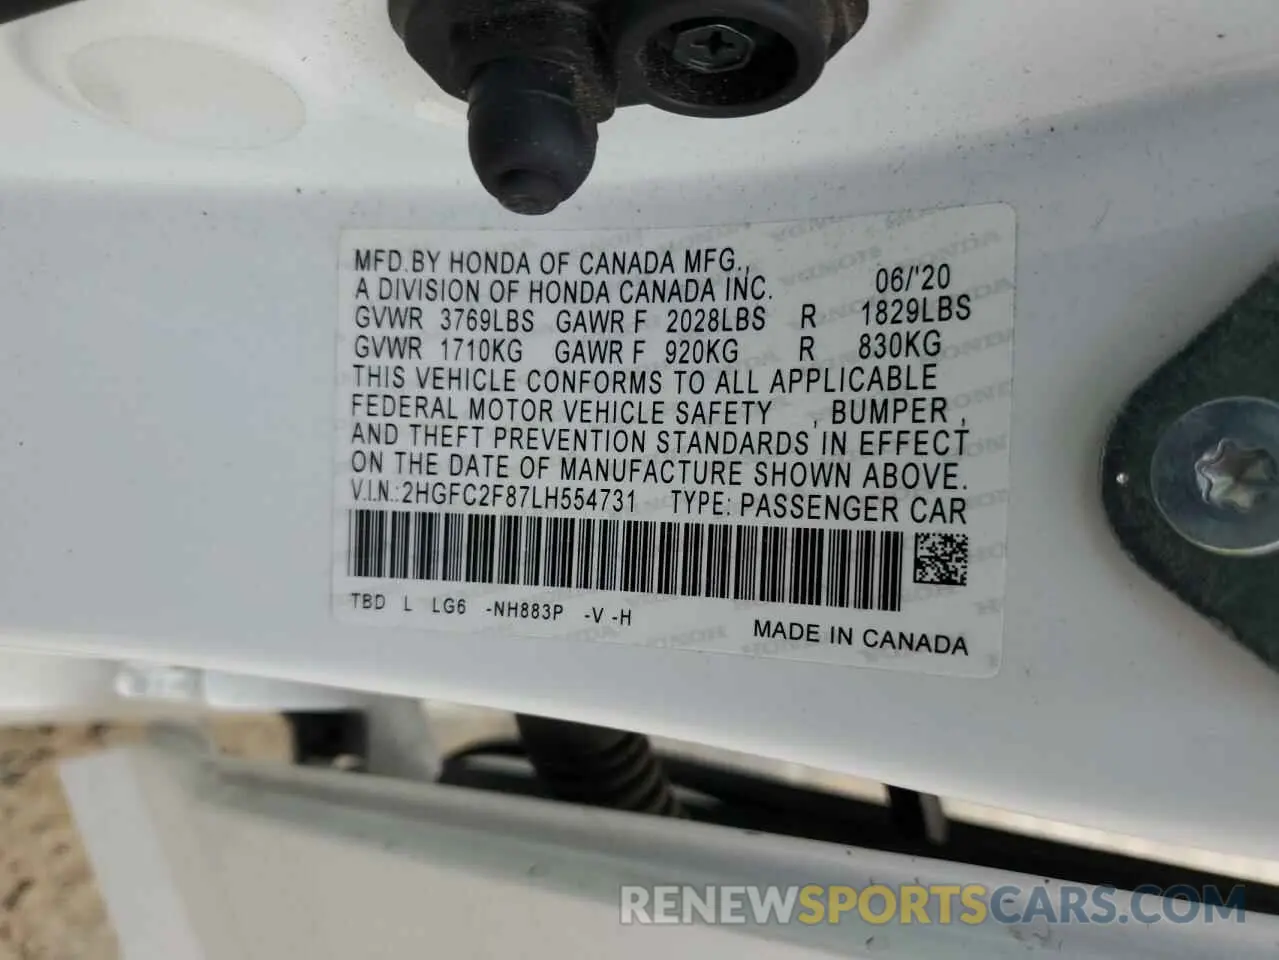 MFD.BY HONDA OF CANADA MFG.,
A DIVISION OF HONDA CANADA INC. 06/'20
GVWR 3769LBS GAWR F 2028LBS R 1829LBS
GVWR 1710KG GAWR F 920KG R 830KG
THIS VEHICLE CONFORMS TO ALL APPLICABLE
FEDERAL MOTOR VEHICLE SAFETY , BUMPER ,
AND THEFT PREVENTION STANDARDS IN EFFECT
ON THE DATE OF MANUFACTURE SHOWN ABOVE.
V.I.N.:2HGFC2F87LH554731 TYPE: PASSENGER CAR
TBD L LG6 -NH883P -V -H
MADE IN CANADA
RENEWSPORTSCARS.COM